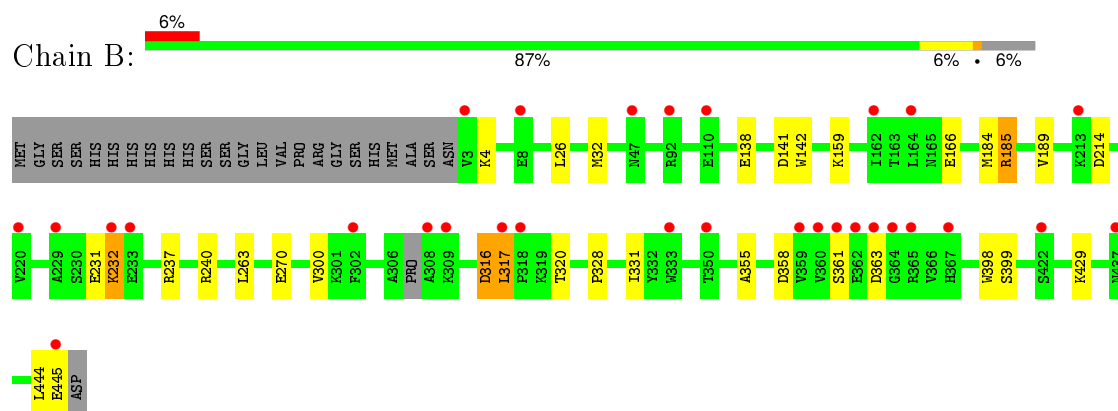 6%
Chain B:
87% 6% • 6%
MET GLY SER SER HIS HIS HIS HIS HIS HIS SER SER GLY LEU VAL PRO ARG GLY SER HIS MET ALA SER ASN V3 K4 E8 L26 M32 N47 R92 E110 E138 D141 W142 K159 I162 T163 I164 N165 E166 M184 R185 V189 K213 D214
V220 A229 S230 E231 K232 E233 R237 R240 L263 E270 V300 K301 F302 A306 PRO A308 K309 D316 L317 P318 K319 T320 P328 I331 Y332 W333 T350 A355 D358 V359 V360 S361 E362 D363 G364 R365 V366 H367 W398 S399 S422 K429 N437
L444 E445 ASP